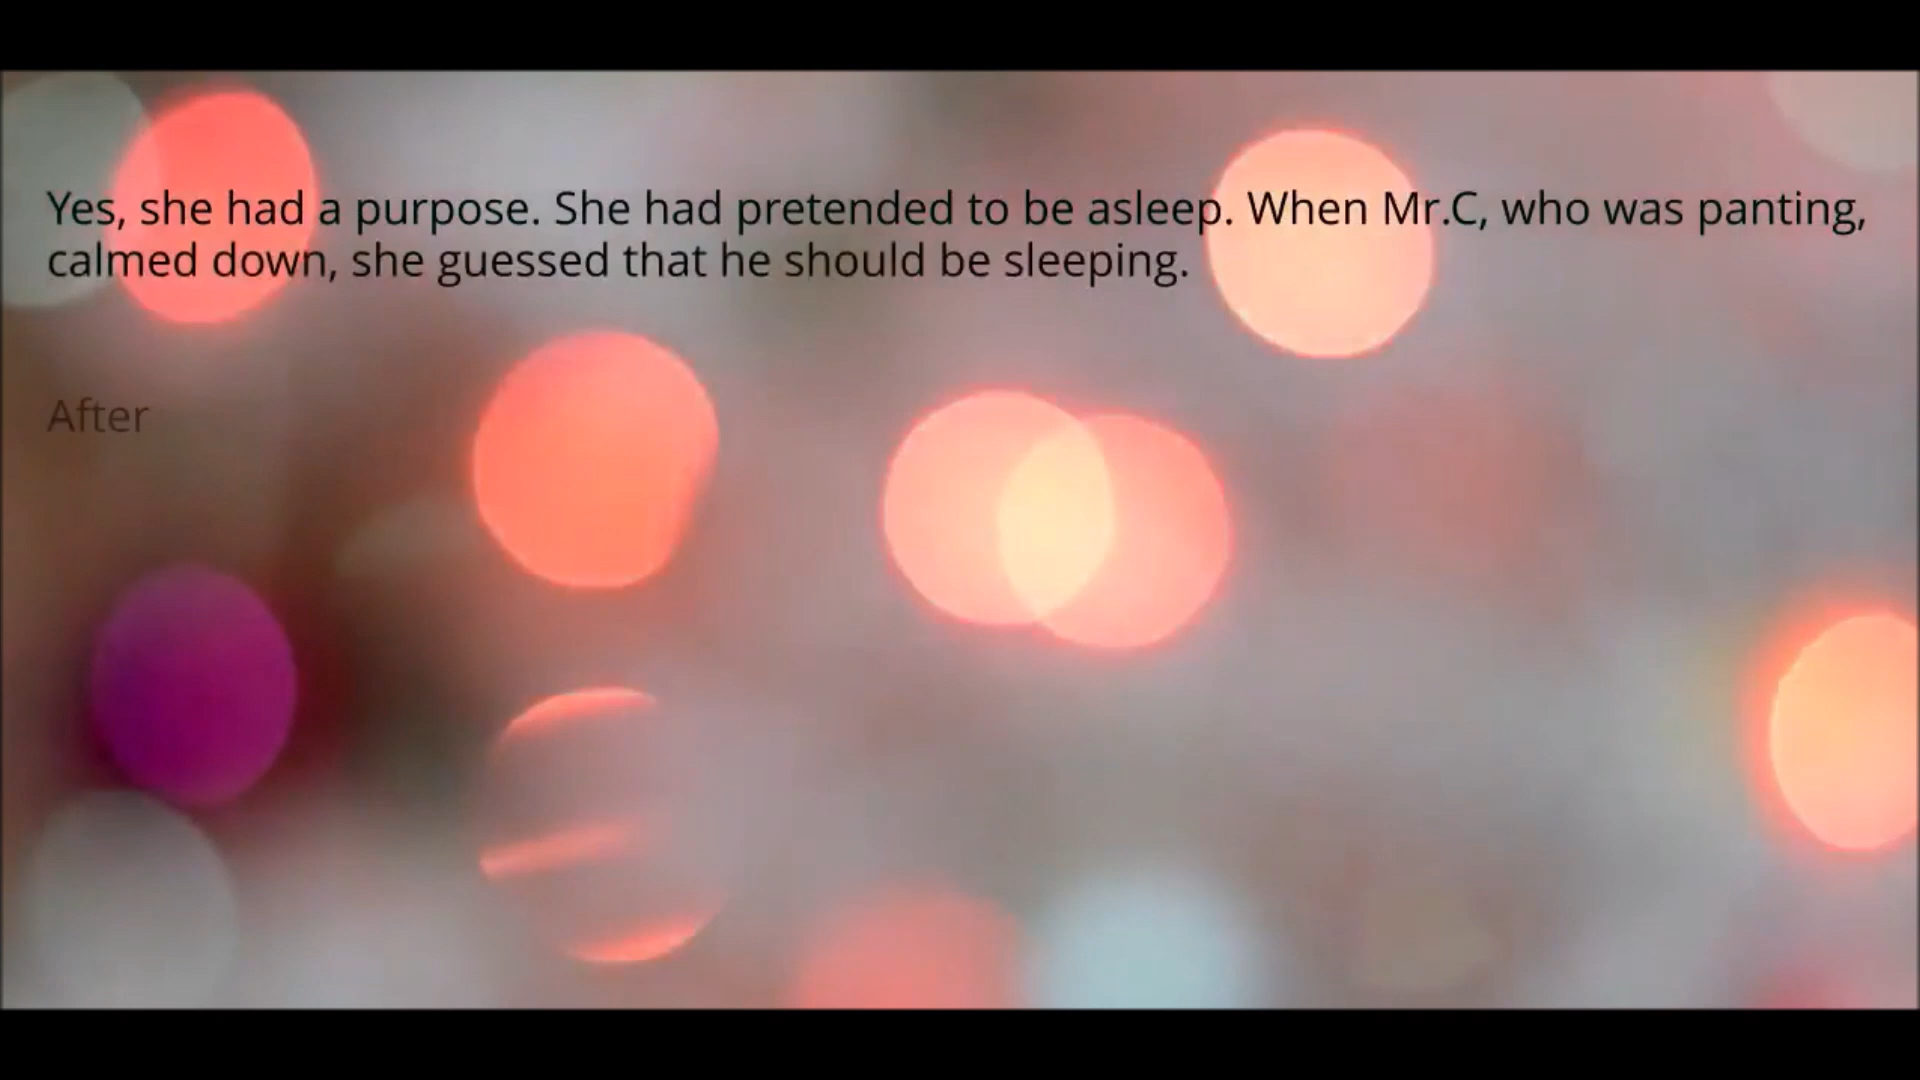 Yes, she had a purpose. She had pretended to be asleep. When Mr.C, who was panting,
calmed down, she guessed that he should be sleeping.
After